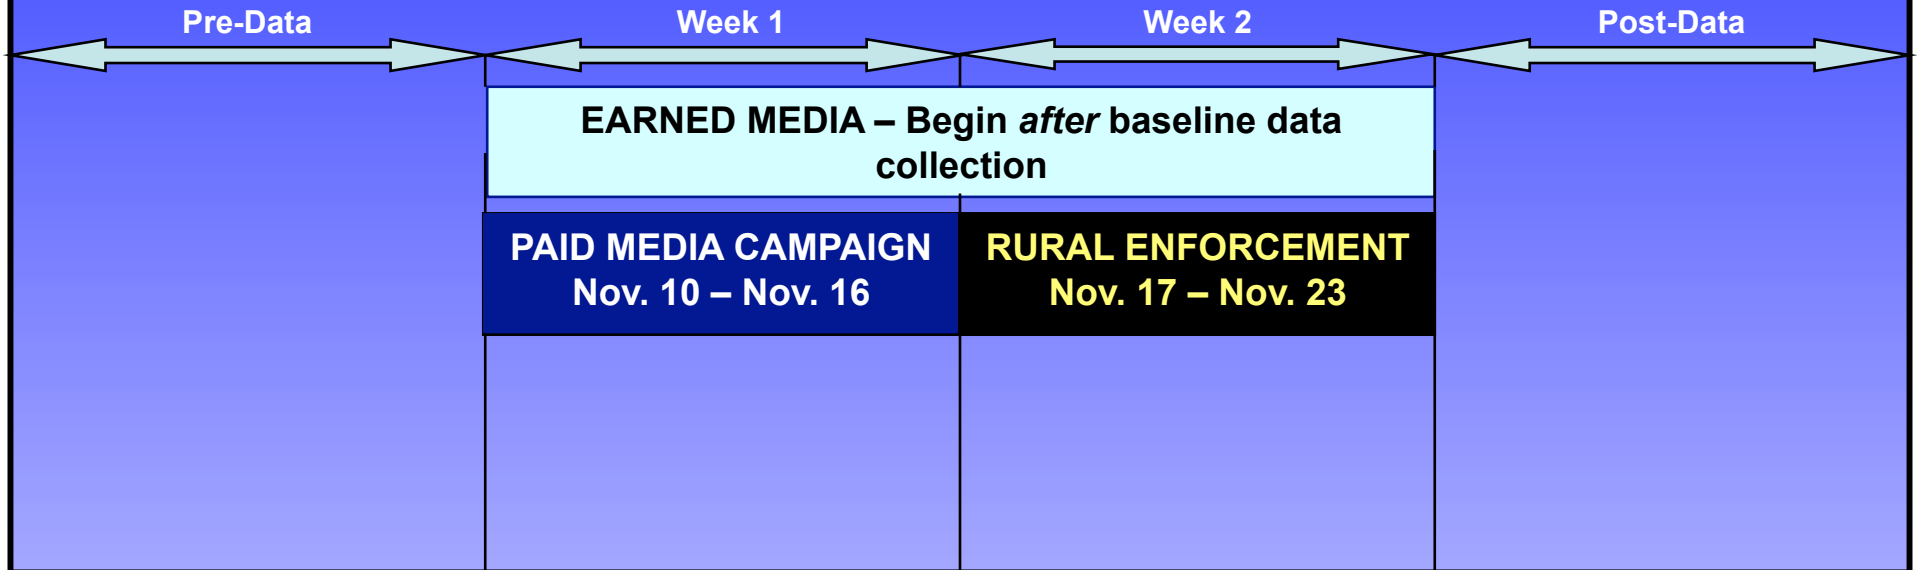 Pre-Data
Week 1
Week 2
Post-Data
EARNED MEDIA – Begin after baseline data
collection
PAID MEDIA CAMPAIGN
Nov. 10 – Nov. 16
RURAL ENFORCEMENT
Nov. 17 – Nov. 23